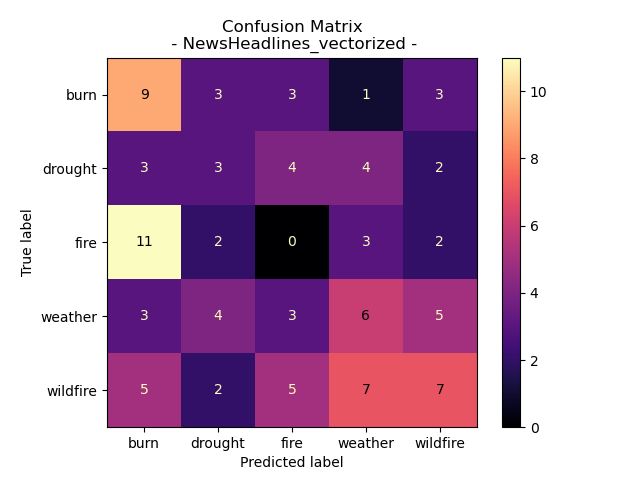 Confusion Matrix
- NewsHeadlines_vectorized -
burn 9 3 3 1 3
drought 3 3 4 4 2
fire 11 2 0 3 2
weather 3 4 3 6 5
wildfire 5 2 5 7 7
burn drought fire weather wildfire
Predicted label
True label
10
8
6
4
2
0